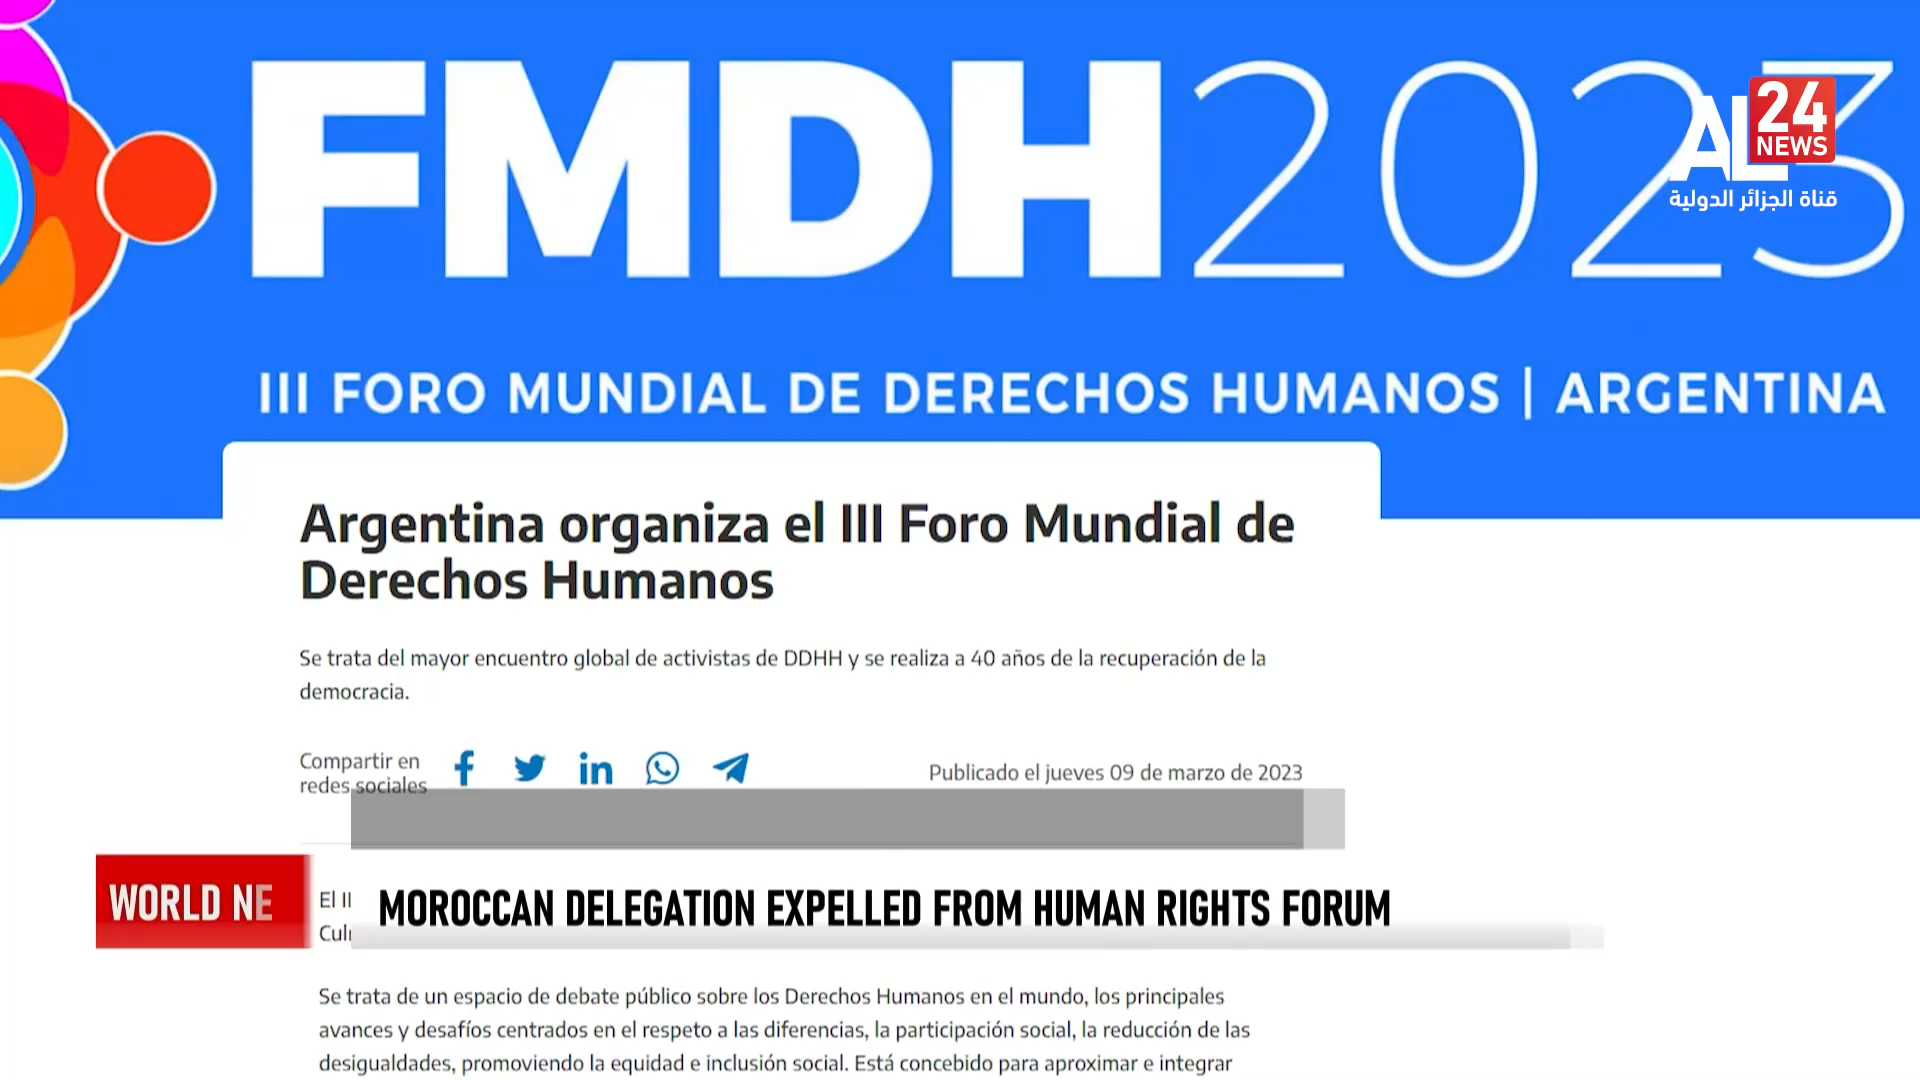 FMDH2023
AL 24
NEWS
قناة الجزائر الدولية
III FORO MUNDIAL DE DERECHOS HUMANOS | ARGENTINA
Argentina organiza el III Foro Mundial de
Derechos Humanos
Se trata del mayor encuentro global de activistas de DDHH y se realiza a 40 años de la recuperación de la
democracia.
Compartir en
redes sociales
Publicado el jueves 09 de marzo de 2023
WORLD NE
El II
MOROCCAN DELEGATION EXPELLED FROM HUMAN RIGHTS FORUM
Se trata de un espacio de debate público sobre los Derechos Humanos en el mundo, los principales
avances y desafíos centrados en el respeto a las diferencias, la participación social, la reducción de las
desigualdades, promoviendo la equidad e inclusión social. Está concebido para aproximar e integrar